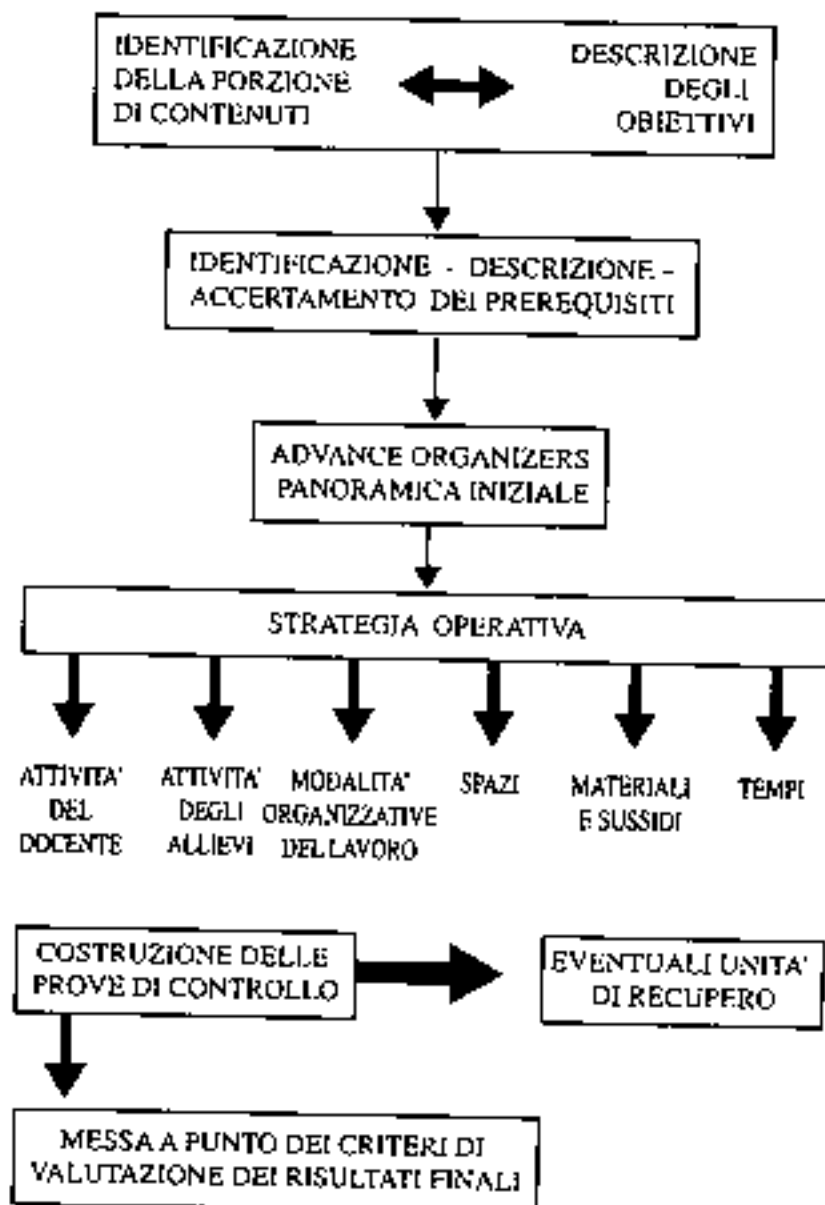 IDENTIFICAZIONE
DELLA PORZIONE
DI CONTENUTI
DESCRIZIONE
DEGLI
OBIETTIVI
IDENTIFICAZIONE - DESCRIZIONE -
ACCERTAMENTO DEI PREREQUISITI
ADVANCE ORGANIZERS
PANORAMICA INIZIALE
STRATEGIA OPERATIVA
ATTIVITA'
DEL
DOCENTE
ATTIVITA'
DEGLI
ALLIEVI
MODALITA'
ORGANIZZATIVE
DEL LAVORO
SPAZI
MATERIALI
E SUSSIDI
TEMPI
COSTRUZIONE DELLE
PROVE DI CONTROLLO
EVENTUALI UNITA'
DI RECUPERO
MESSA A PUNTO DEI CRITERI DI
VALUTAZIONE DEI RISULTATI FINALI